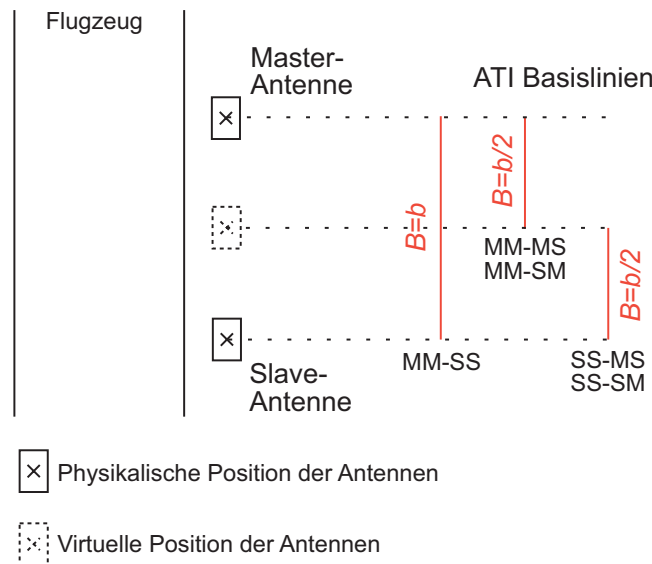 Flugzeug
Master-
Antenne
ATI Basislinien
B=b
B=b/2
MM-MS
MM-SM
B=b/2
MM-SS
SS-MS
SS-SM
Slave-
Antenne
Physikalische Position der Antennen
Virtuelle Position der Antennen